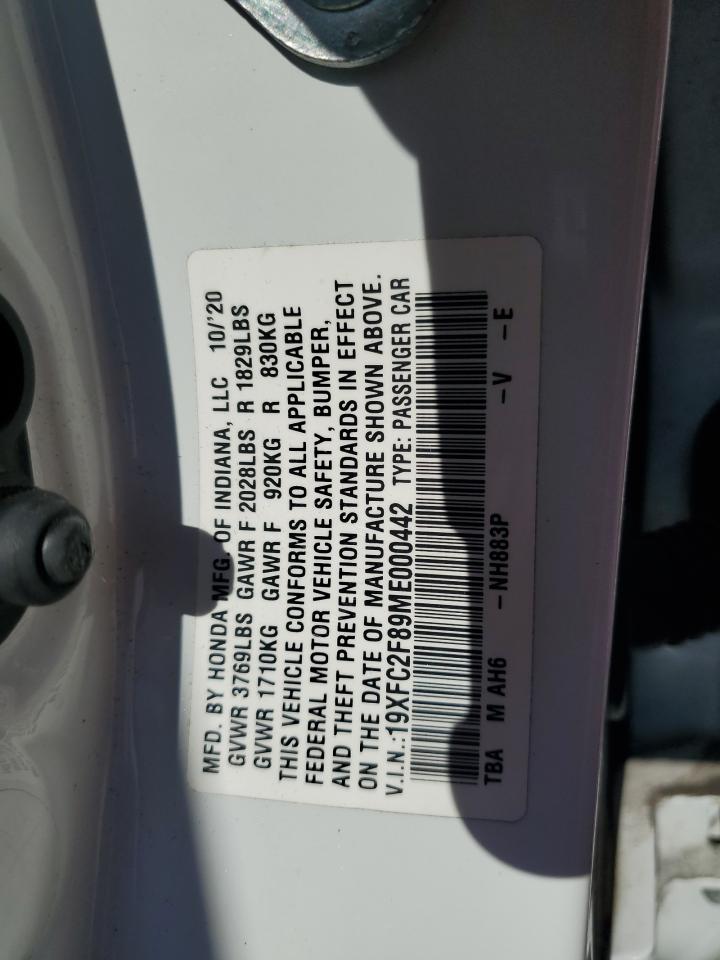 MFD. BY HONDA MFG. OF INDIANA, LLC 10/'20
GVWR 3769LBS GAWR F 2028LBS R 1829LBS
GVWR 1710KG GAWR F 920KG R 830KG
THIS VEHICLE CONFORMS TO ALL APPLICABLE
FEDERAL MOTOR VEHICLE SAFETY, BUMPER,
AND THEFT PREVENTION STANDARDS IN EFFECT
ON THE DATE OF MANUFACTURE SHOWN ABOVE.
V.I.N.:19XFC2F89ME000442 TYPE: PASSENGER CAR
TBA M AH6 -NH883P -V -E